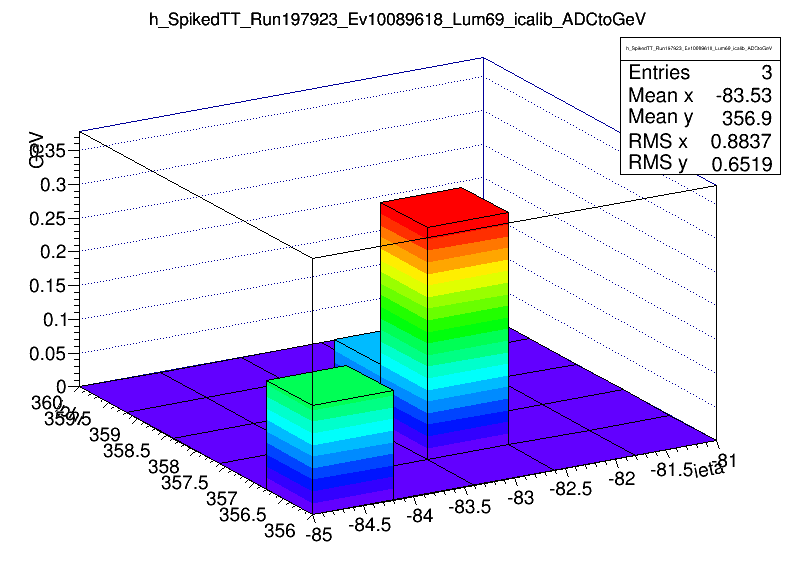 h_SpikedTT_Run197923_Ev10089618_Lum69_icalib_ADCtoGeV
h_SpikedTT_Run197923_Ev10089618_Lum69_icalib_ADCtoGeV
Entries 3
Mean x -83.53
Mean y 356.9
RMS x 0.8837
RMS y 0.6519
GeV
0.35
0.3
0.25
0.2
0.15
0.1
0.05
0
360
359.5
359
358.5
358
357.5
357
356.5
356
-85
-84.5
-84
-83.5
-83
-82.5
-82
-81.5
-81
ieta